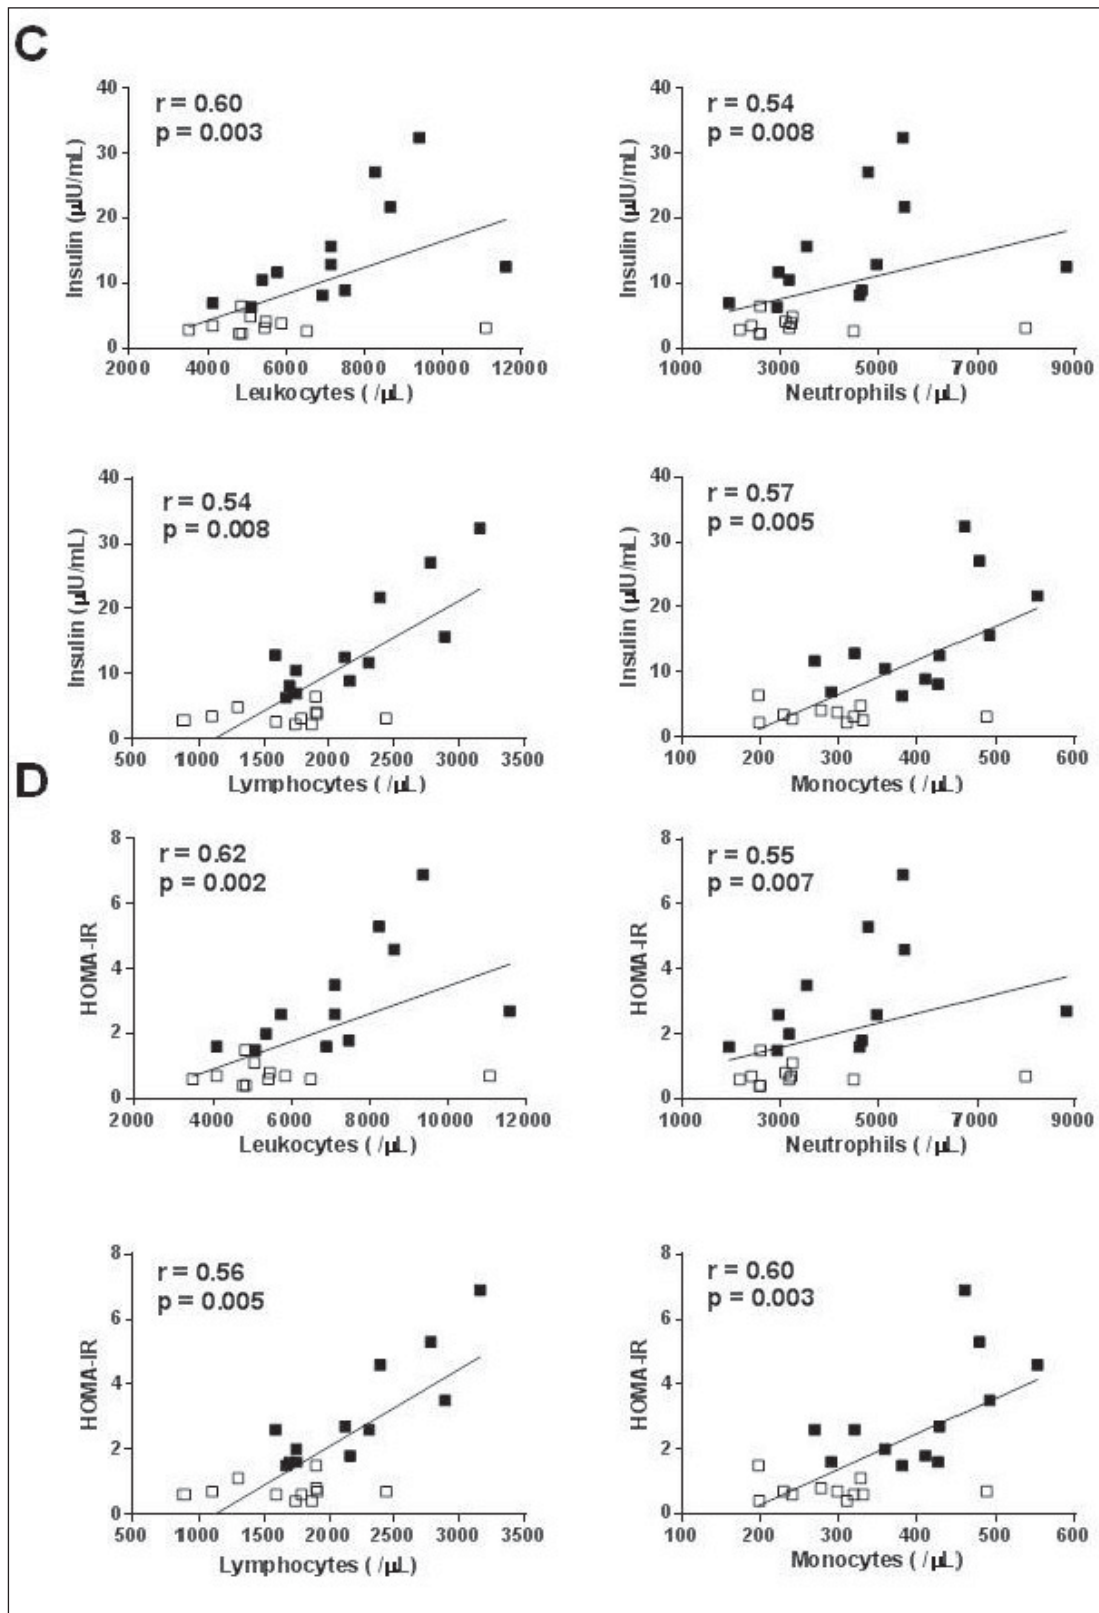 C
40
30
20
10
0
Insulin (µIU/mL)
r = 0.60
p = 0.003
2000 4000 6000 8000 10000 12000
Leukocytes ( /µL)
40
30
20
10
0
Insulin (µIU/mL)
r = 0.54
p = 0.008
1000 3000 5000 7000 9000
Neutrophils ( /µL)
40
30
20
10
0
Insulin (µIU/mL)
r = 0.54
p = 0.008
500 1000 1500 2000 2500 3000 3500
Lymphocytes ( /µL)
40
30
20
10
0
Insulin (µIU/mL)
r = 0.57
p = 0.005
100 200 300 400 500 600
Monocytes ( /µL)
D
8
6
4
2
0
HOMA-IR
r = 0.62
p = 0.002
2000 4000 6000 8000 10000 12000
Leukocytes ( /µL)
8
6
4
2
0
HOMA-IR
r = 0.55
p = 0.007
1000 3000 5000 7000 9000
Neutrophils ( /µL)
8
6
4
2
0
HOMA-IR
r = 0.56
p = 0.005
500 1000 1500 2000 2500 3000 3500
Lymphocytes ( /µL)
8
6
4
2
0
HOMA-IR
r = 0.60
p = 0.003
100 200 300 400 500 600
Monocytes ( /µL)